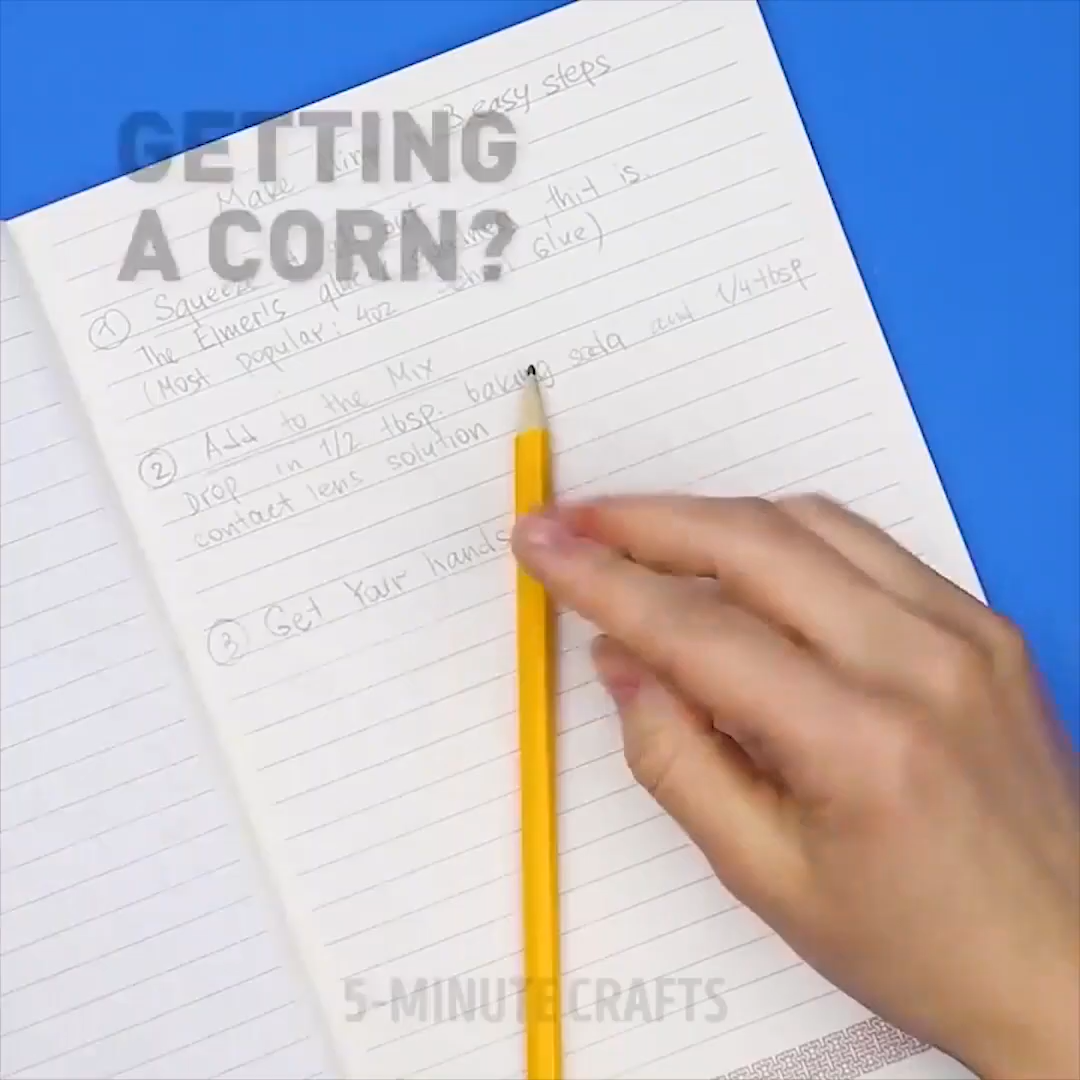 GETTING
A CORN?
Make 3 easy steps
① Squeeze
The Elmer's glue , thit is.
(Most popular: 4oz Glue)
② Add to the Mix
Drop in 1/2 tbsp. baking soda and 1/4 tbsp
contact lens solution
③ Get Your hands
5-MINUTE CRAFTS